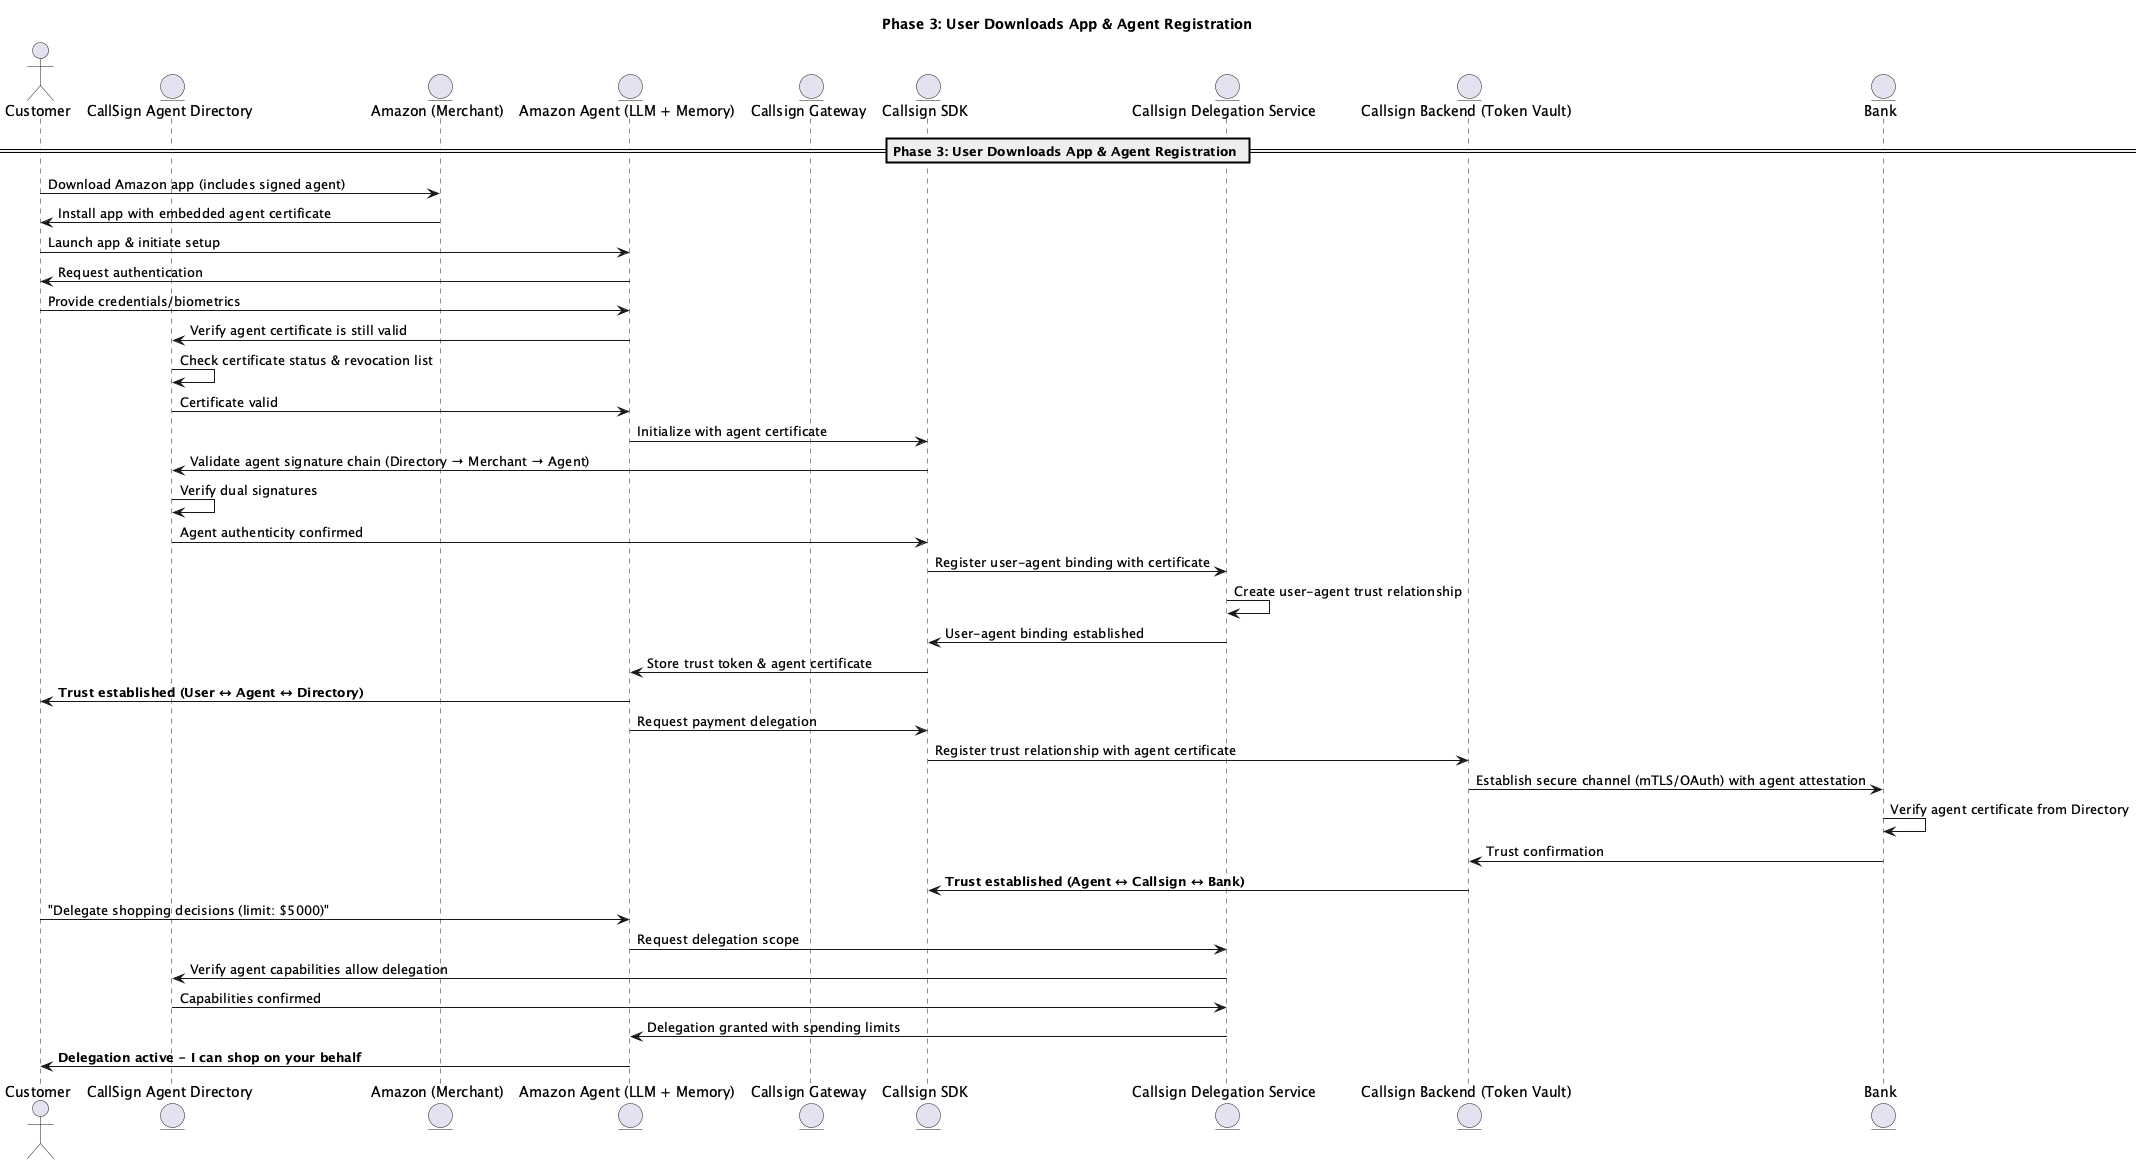 Phase 3: User Downloads App & Agent Registration
Customer
CallSign Agent Directory
Amazon (Merchant)
Amazon Agent (LLM + Memory)
Callsign Gateway
Callsign SDK
Callsign Delegation Service
Callsign Backend (Token Vault)
Bank
Phase 3: User Downloads App & Agent Registration
Download Amazon app (includes signed agent)
Install app with embedded agent certificate
Launch app & initiate setup
Request authentication
Provide credentials/biometrics
Verify agent certificate is still valid
Check certificate status & revocation list
Certificate valid
Initialize with agent certificate
Validate agent signature chain (Directory → Merchant → Agent)
Verify dual signatures
Agent authenticity confirmed
Register user-agent binding with certificate
Create user-agent trust relationship
User-agent binding established
Store trust token & agent certificate
Trust established (User ↔ Agent ↔ Directory)
Request payment delegation
Register trust relationship with agent certificate
Establish secure channel (mTLS/OAuth) with agent attestation
Verify agent certificate from Directory
Trust confirmation
Trust established (Agent ↔ Callsign ↔ Bank)
"Delegate shopping decisions (limit: $5000)"
Request delegation scope
Verify agent capabilities allow delegation
Capabilities confirmed
Delegation granted with spending limits
Delegation active - I can shop on your behalf
Customer
CallSign Agent Directory
Amazon (Merchant)
Amazon Agent (LLM + Memory)
Callsign Gateway
Callsign SDK
Callsign Delegation Service
Callsign Backend (Token Vault)
Bank